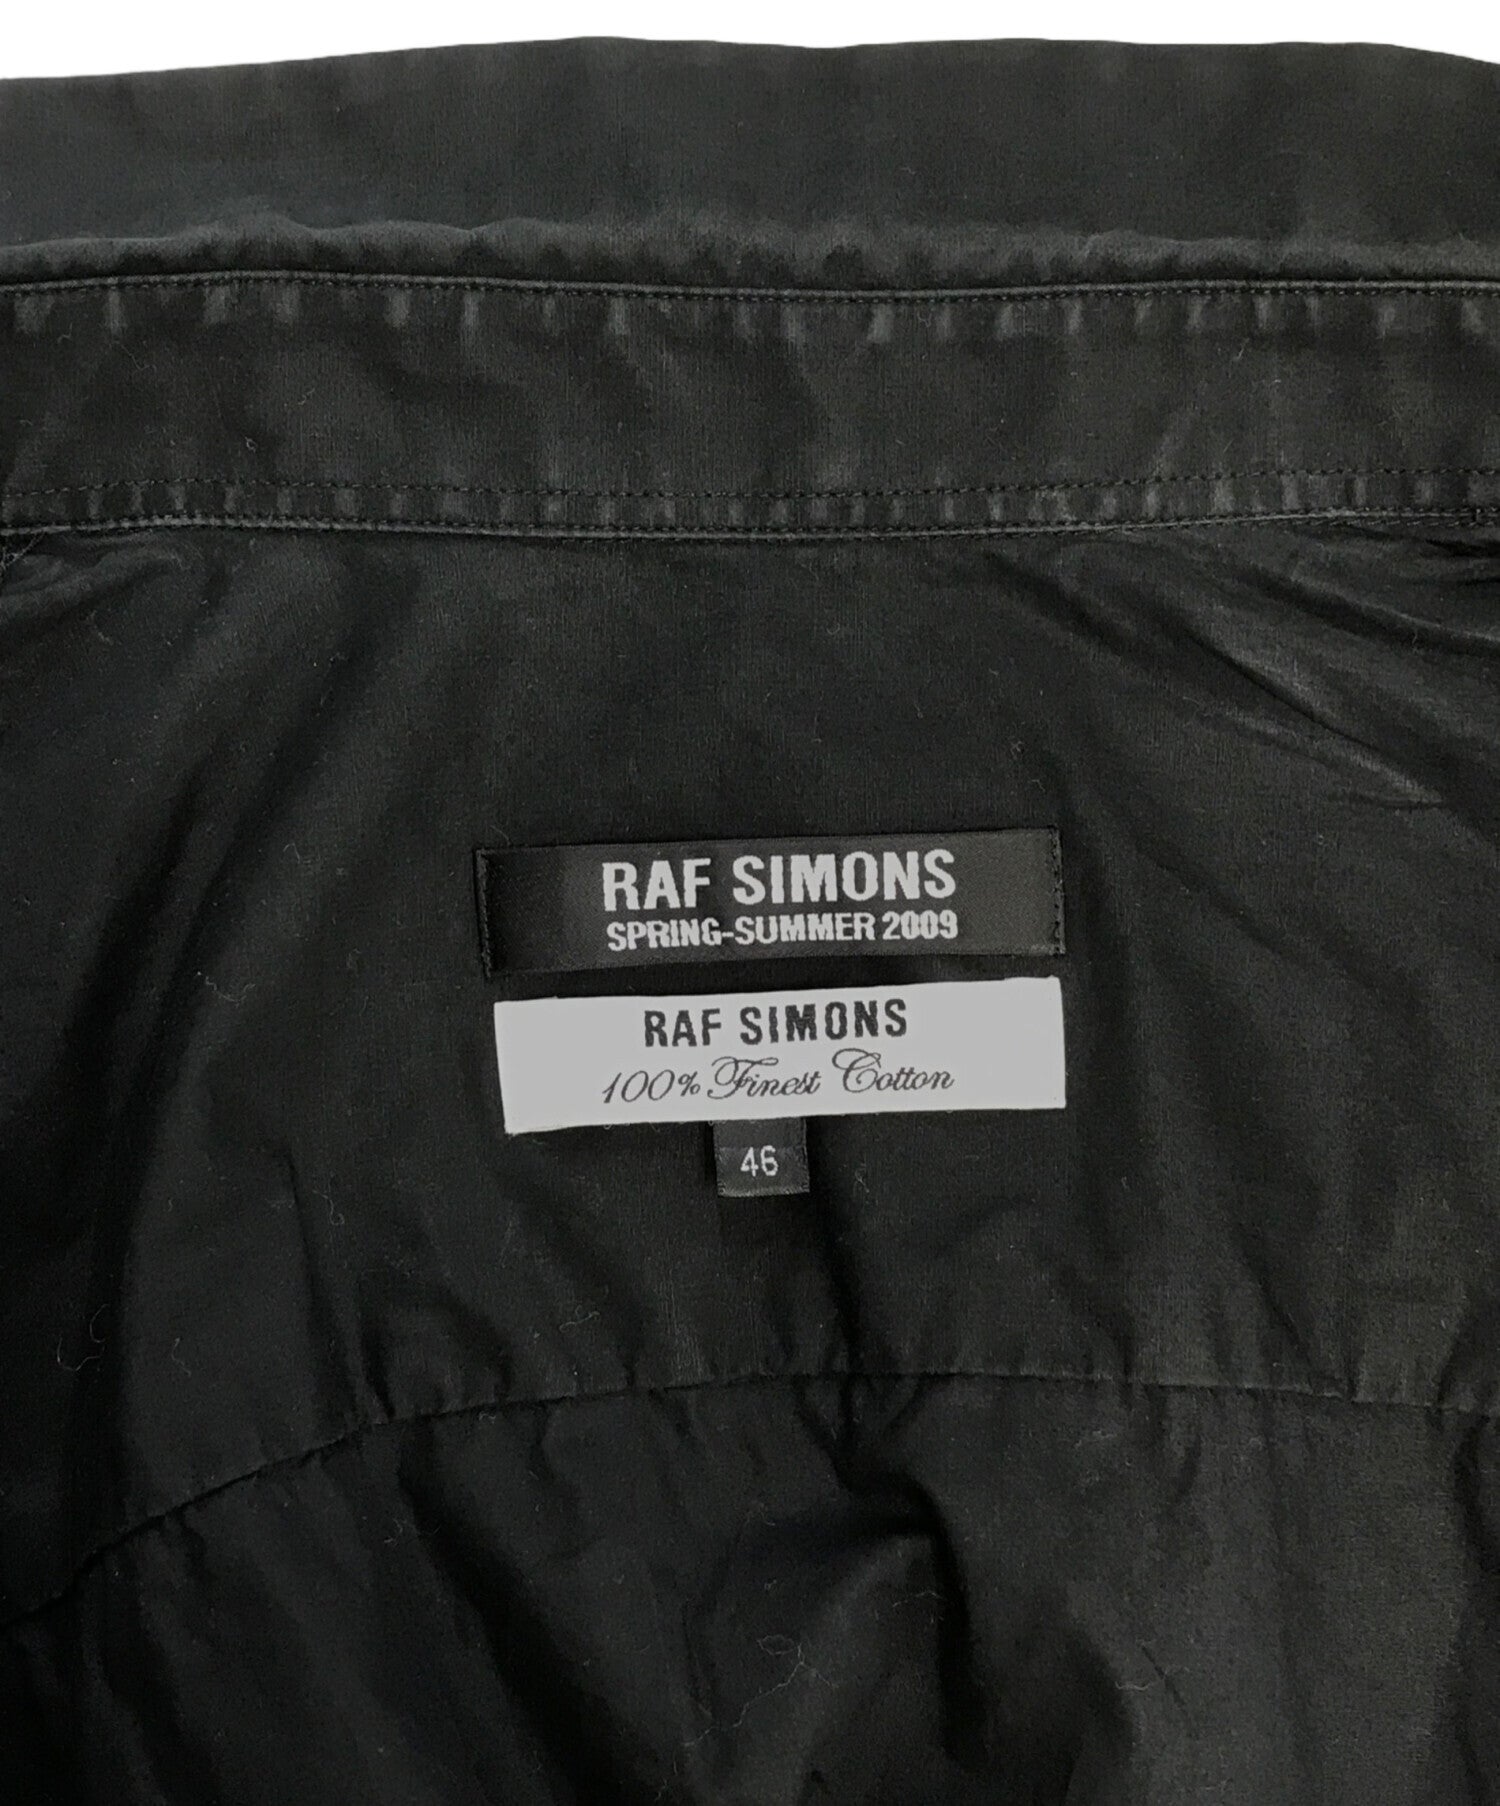 RAF SIMONS
SPRING-SUMMER 2009
RAF SIMONS
100% Finest Cotton
46